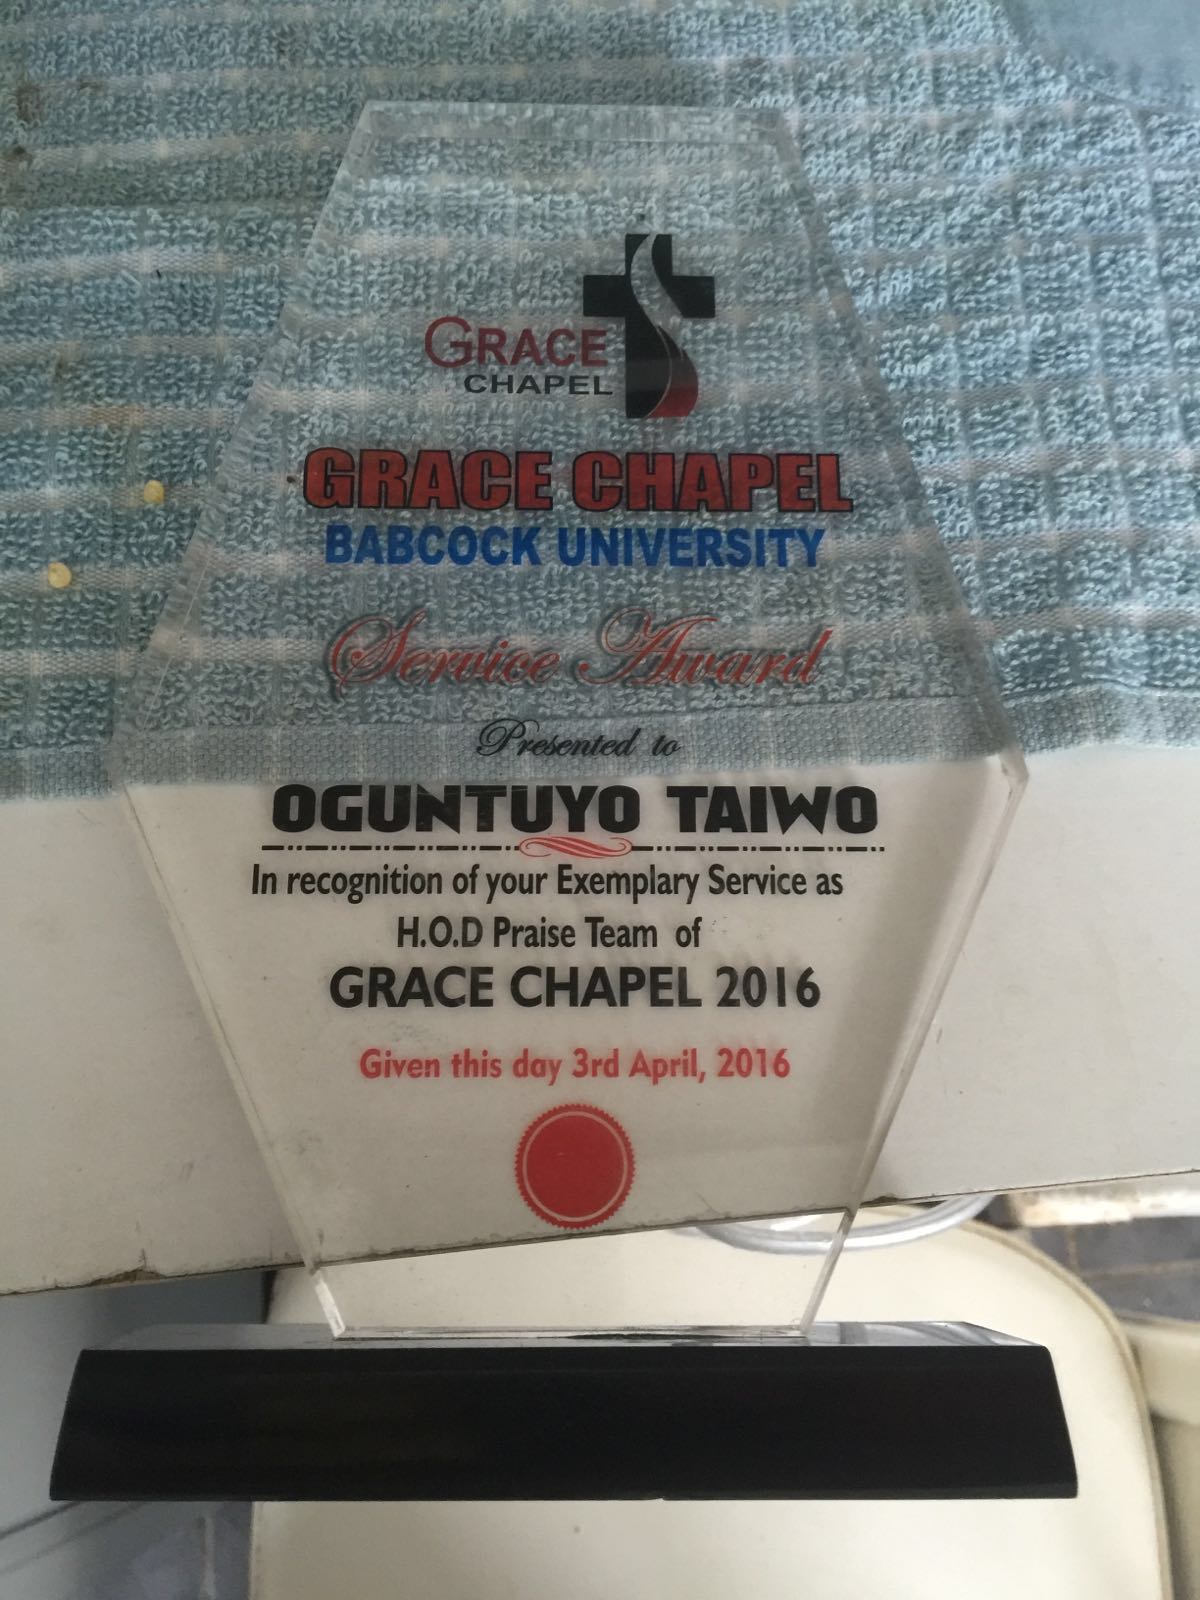 GRACE
CHAPEL
GRACE CHAPEL
BABCOCK UNIVERSITY
Service Award
Presented to
OGUNTUYO TAIWO
In recognition of your Exemplary Service as
H.O.D Praise Team of
GRACE CHAPEL 2016
Given this day 3rd April, 2016